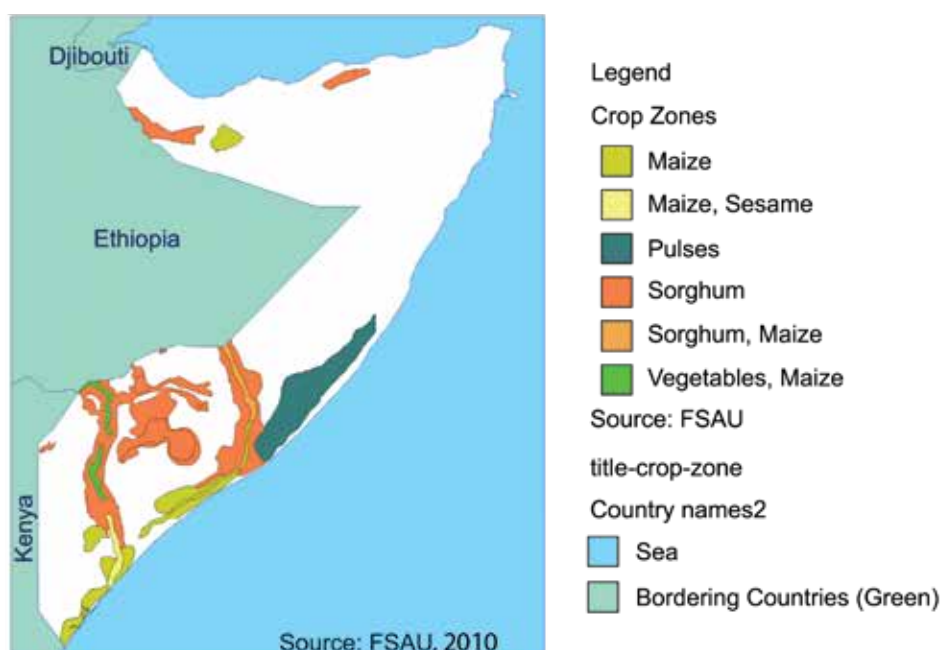 Djibouti
Ethiopia
Kenya
Source: FSAU, 2010
Legend
Crop Zones
Maize
Maize, Sesame
Pulses
Sorghum
Sorghum, Maize
Vegetables, Maize
Source: FSAU
title-crop-zone
Country names2
Sea
Bordering Countries (Green)